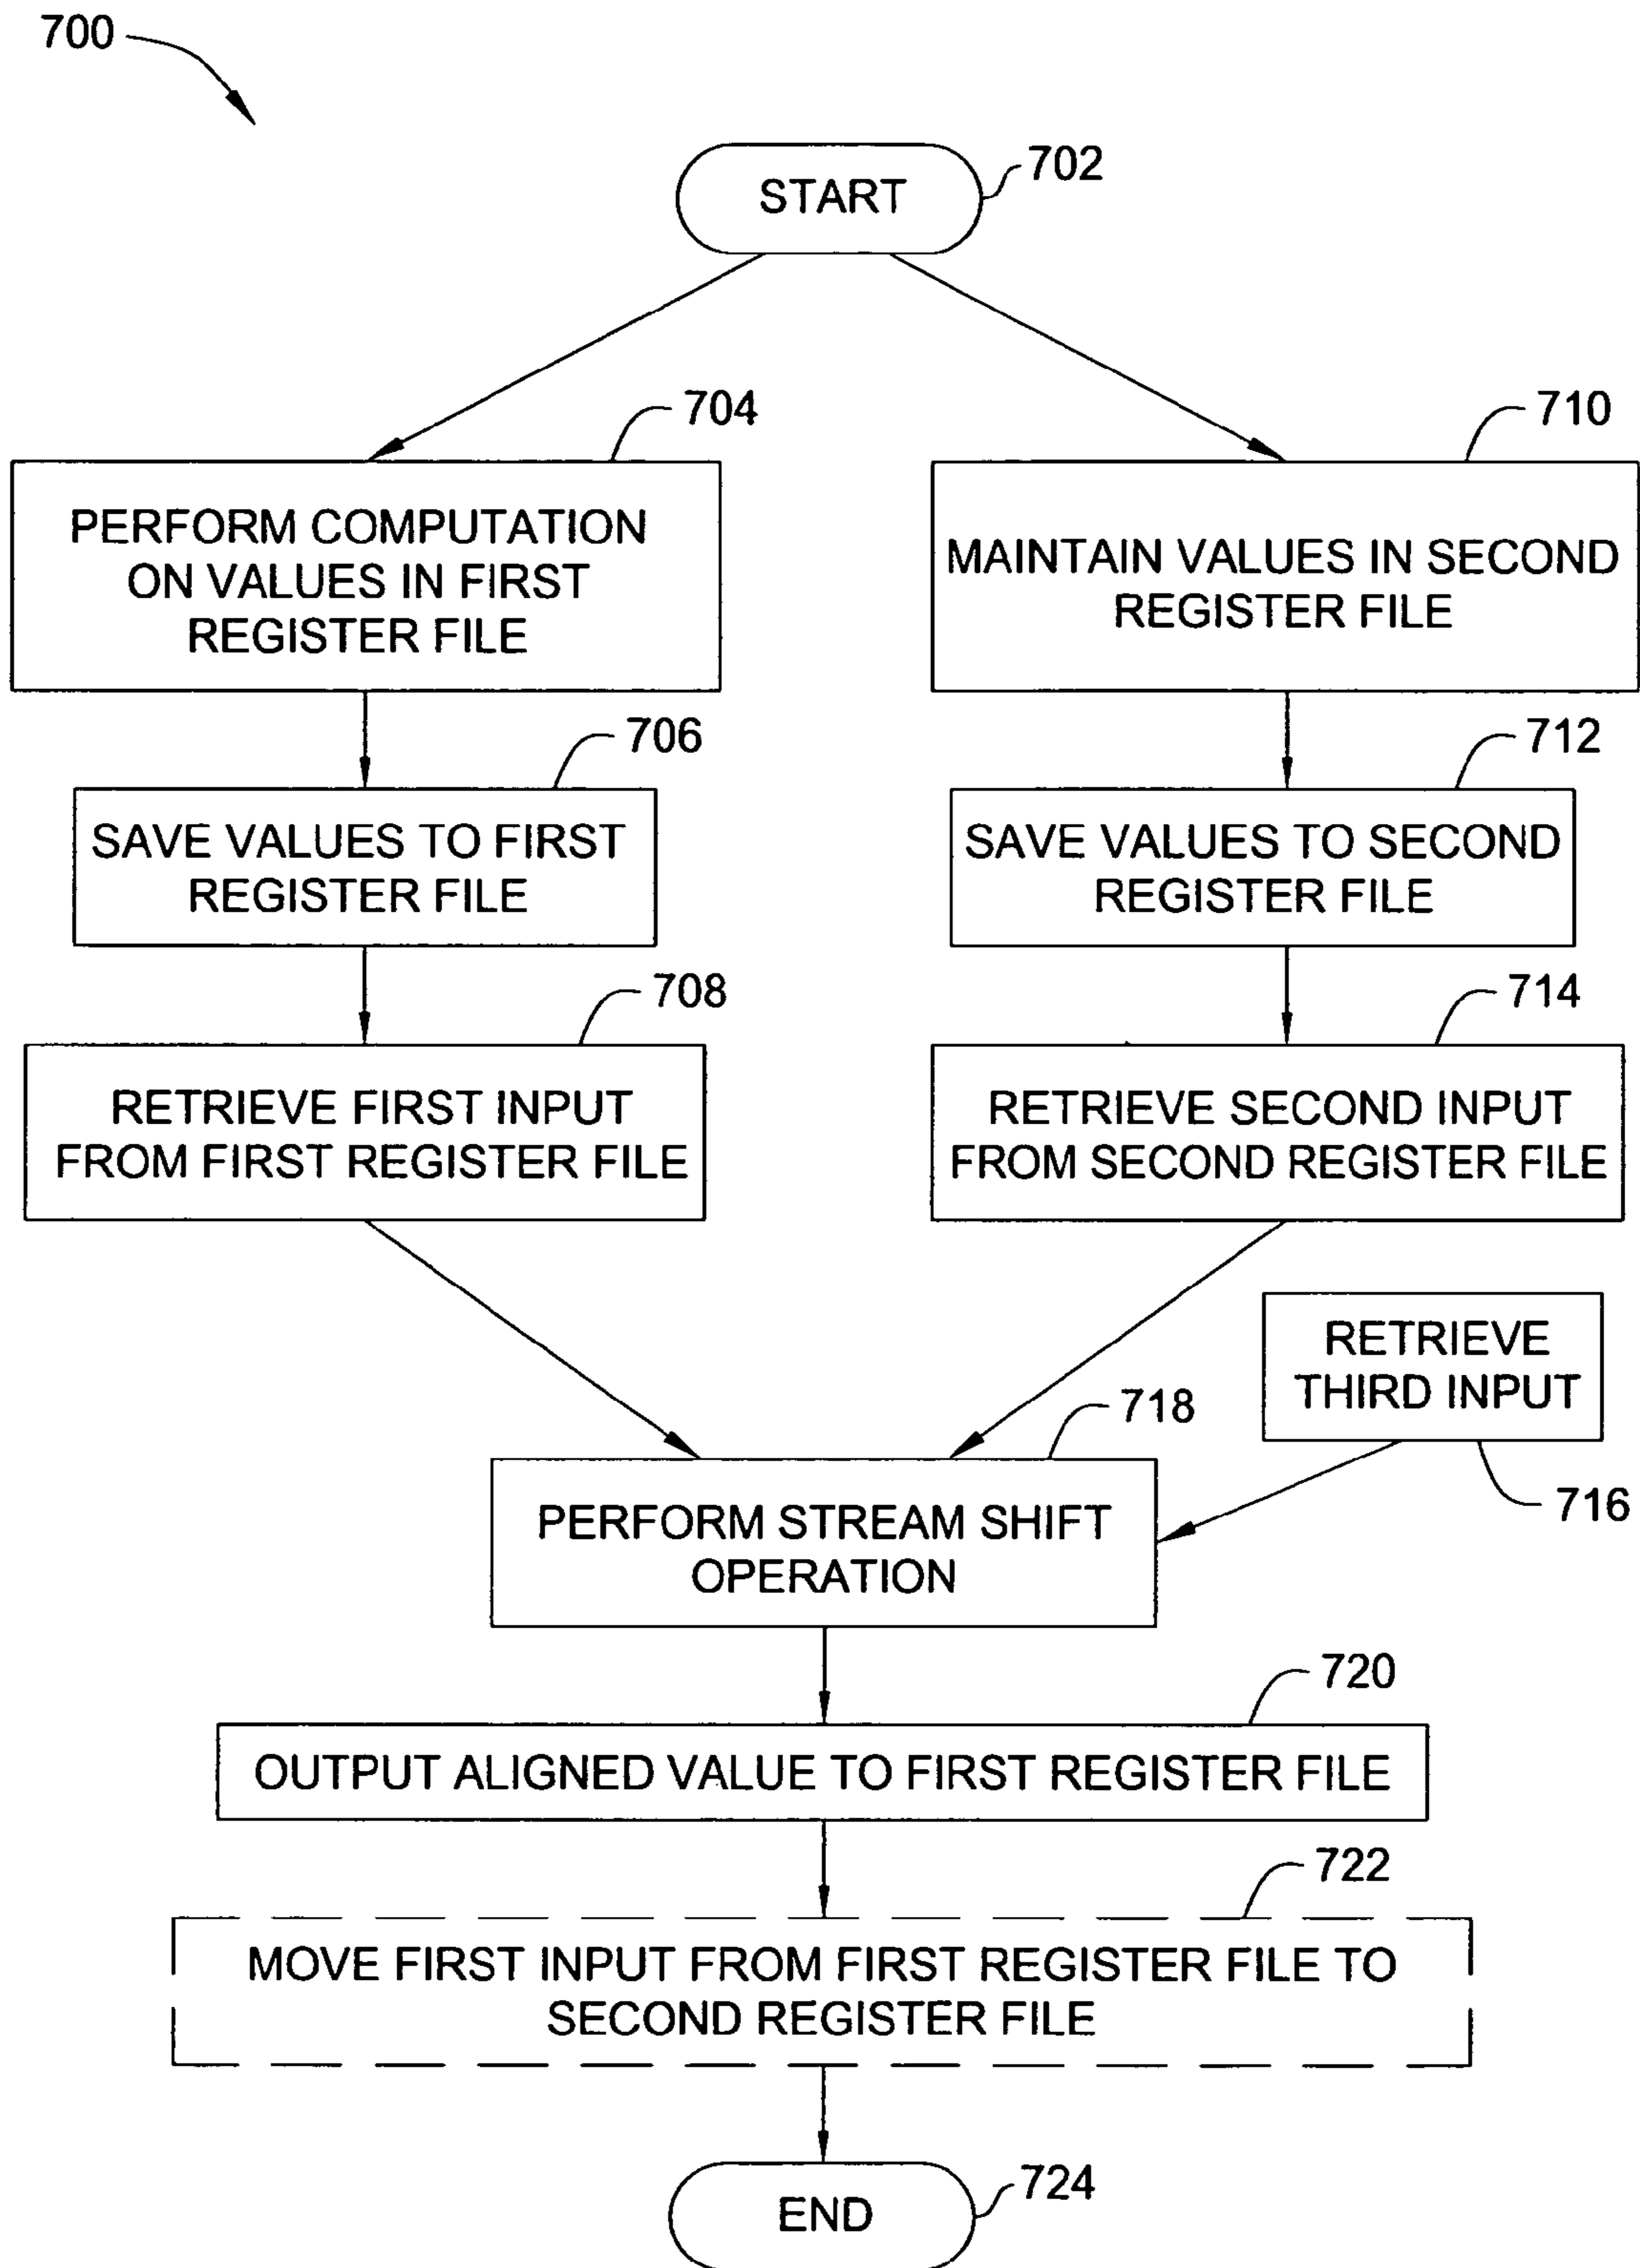 700
START
702
704
PERFORM COMPUTATION
ON VALUES IN FIRST
REGISTER FILE
706
SAVE VALUES TO FIRST
REGISTER FILE
708
RETRIEVE FIRST INPUT
FROM FIRST REGISTER FILE
710
MAINTAIN VALUES IN SECOND
REGISTER FILE
712
SAVE VALUES TO SECOND
REGISTER FILE
714
RETRIEVE SECOND INPUT
FROM SECOND REGISTER FILE
RETRIEVE
THIRD INPUT
716
718
PERFORM STREAM SHIFT
OPERATION
720
OUTPUT ALIGNED VALUE TO FIRST REGISTER FILE
722
MOVE FIRST INPUT FROM FIRST REGISTER FILE TO
SECOND REGISTER FILE
END
724